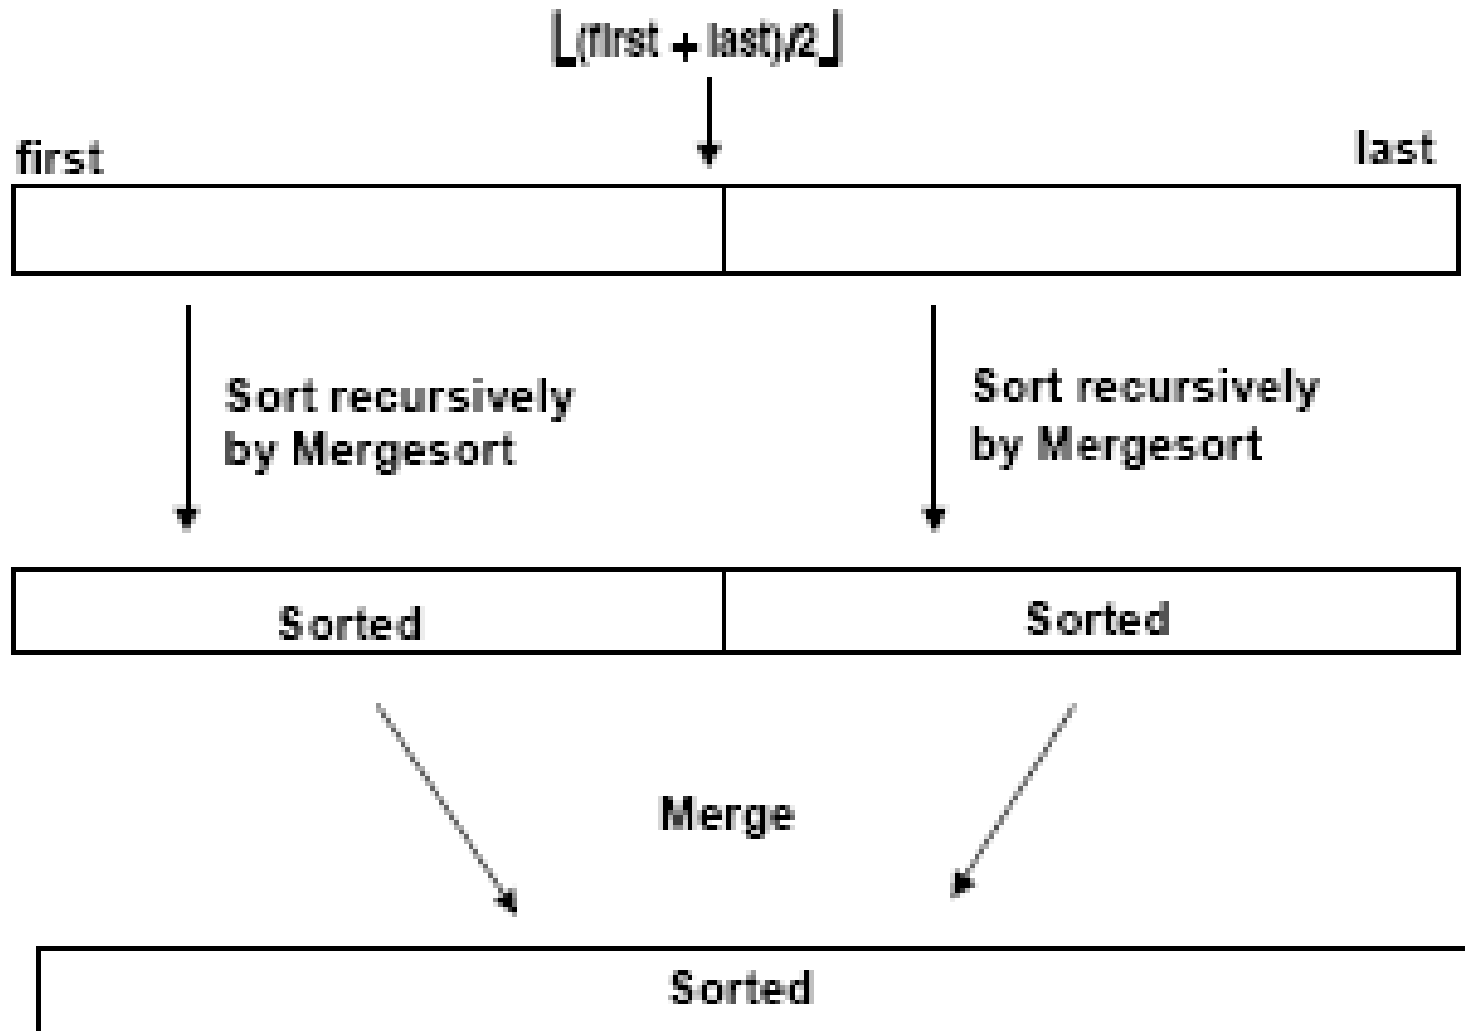 ⌊(first + last)/2⌋
first
last
Sort recursively
by Mergesort
Sort recursively
by Mergesort
Sorted
Sorted
Merge
Sorted